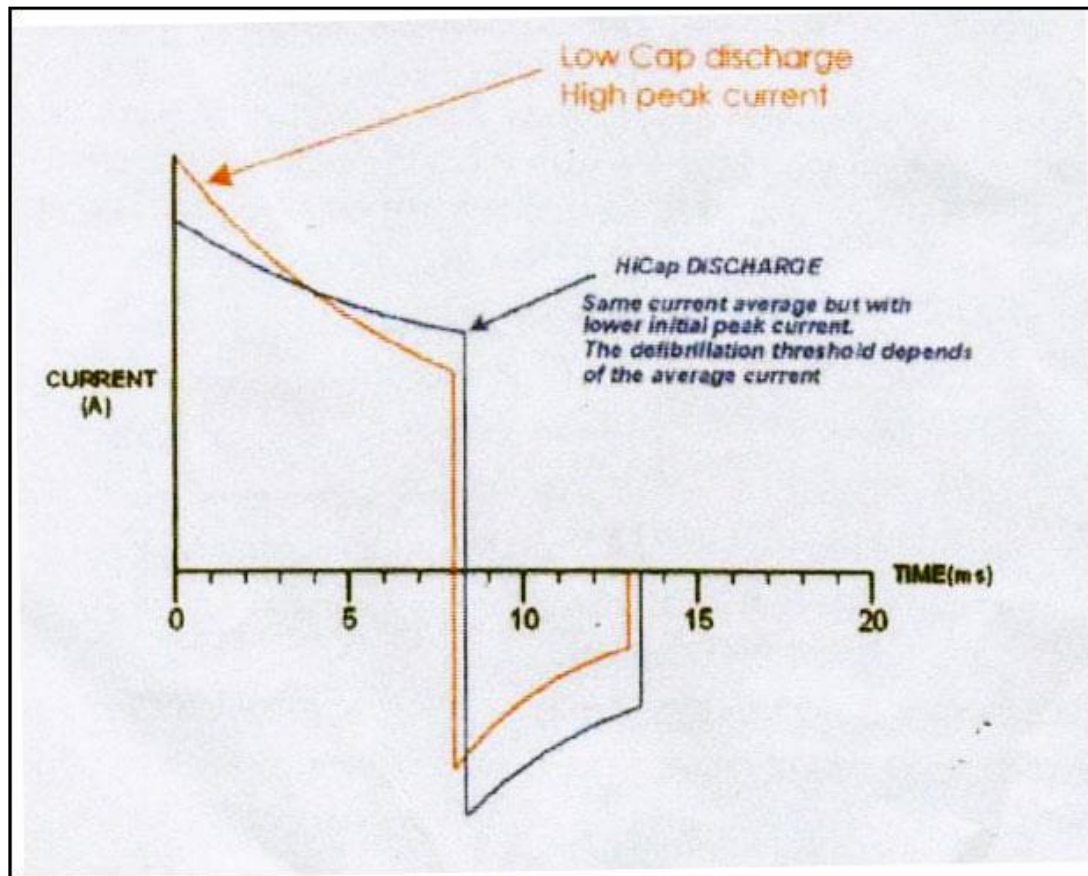 Low Cap discharge
High peak current
HiCap DISCHARGE
Same current average but with
lower initial peak current.
The defibrillation threshold depends
of the average current
CURRENT
(A)
TIME(ms)
0 5 10 15 20